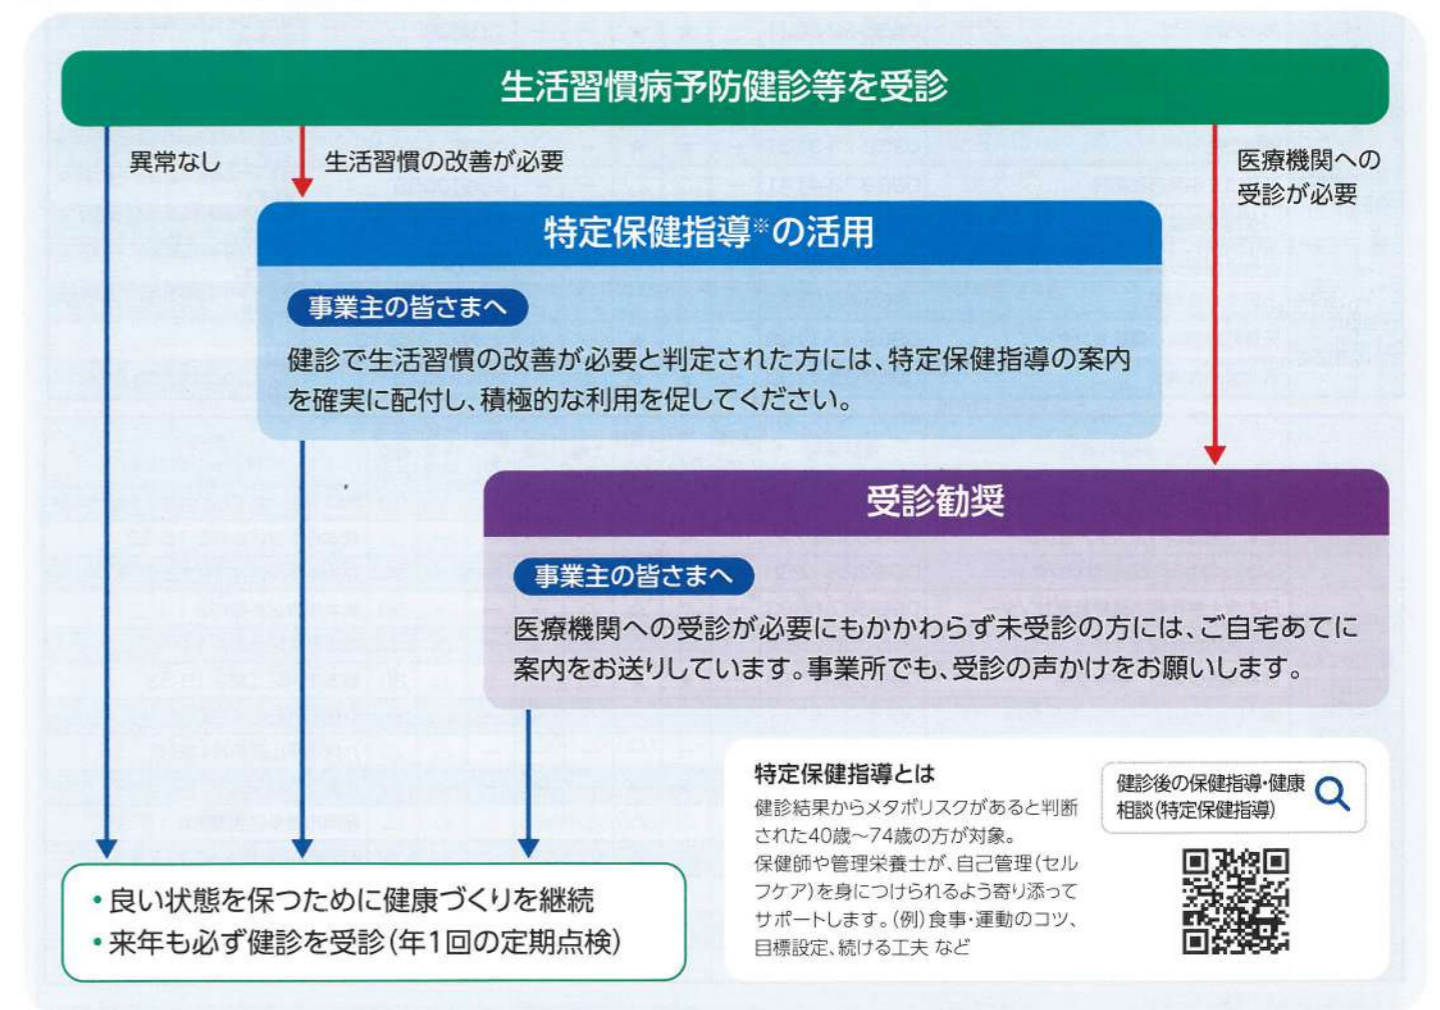 生活習慣病予防健診等を受診
異常なし
生活習慣の改善が必要
医療機関への
受診が必要
特定保健指導※の活用
事業主の皆さまへ
健診で生活習慣の改善が必要と判定された方には、特定保健指導の案内
を確実に配付し、積極的な利用を促してください。
受診勧奨
事業主の皆さまへ
医療機関への受診が必要にもかかわらず未受診の方には、ご自宅あてに
案内をお送りしています。事業所でも、受診の声かけをお願いします。
・良い状態を保つために健康づくりを継続
・来年も必ず健診を受診(年1回の定期点検)
特定保健指導とは
健診結果からメタボリスクがあると判断
された40歳～74歳の方が対象。
保健師や管理栄養士が、自己管理(セル
フケア)を身につけられるよう寄り添って
サポートします。(例)食事・運動のコツ、
目標設定、続ける工夫 など
健診後の保健指導・健康
相談(特定保健指導)